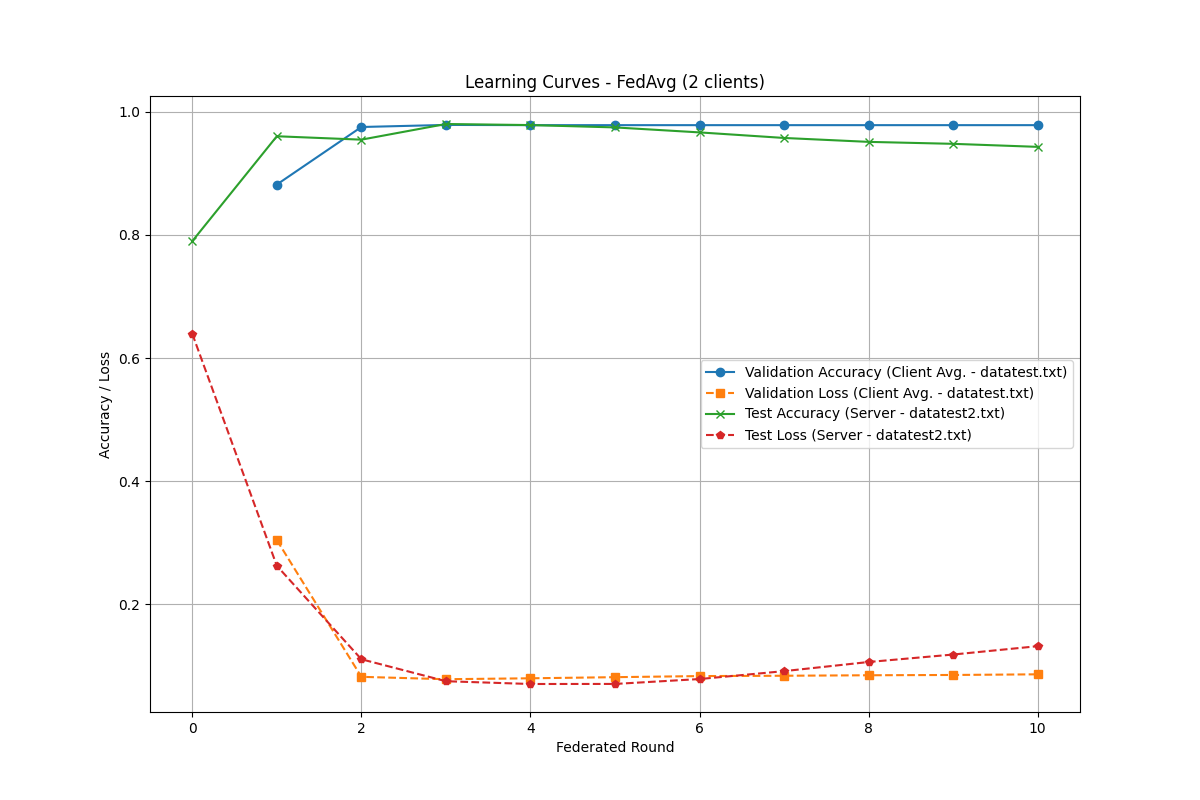 Learning Curves - FedAvg (2 clients)
Accuracy / Loss
1.0
0.8
0.6
0.4
0.2
Validation Accuracy (Client Avg. - datatest.txt)
Validation Loss (Client Avg. - datatest.txt)
Test Accuracy (Server - datatest2.txt)
Test Loss (Server - datatest2.txt)
0 2 4 6 8 10
Federated Round